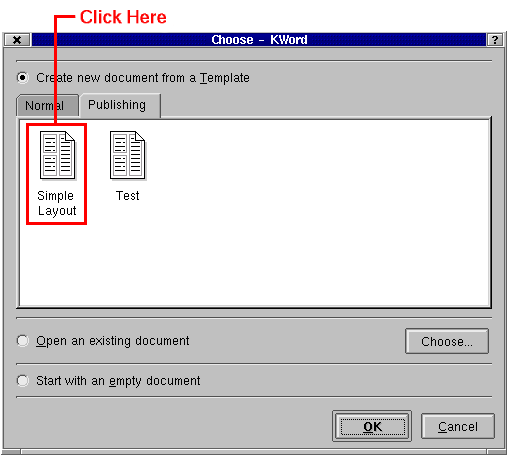 Click Here
Choose - KWord
?
Create new document from a Template
Normal
Publishing
Simple
Layout
Test
Open an existing document
Choose...
Start with an empty document
OK
Cancel